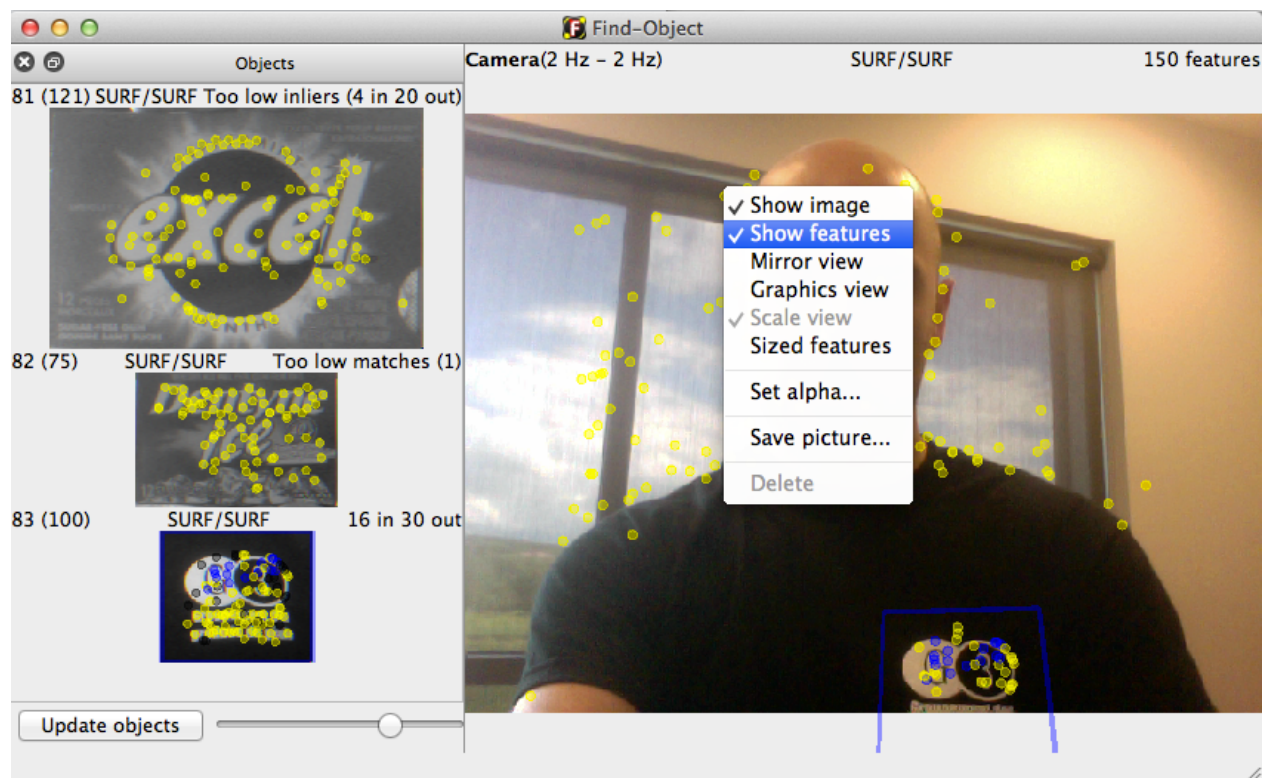 Find-Object
Objects
Camera(2 Hz - 2 Hz) SURF/SURF 150 features
81 (121) SURF/SURF Too low inliers (4 in 20 out)
excel
12 PIECES
82 (75) SURF/SURF Too low matches (1)
83 (100) SURF/SURF 16 in 30 out
Update objects
Show image
Show features
Mirror view
Graphics view
Scale view
Sized features
Set alpha...
Save picture...
Delete